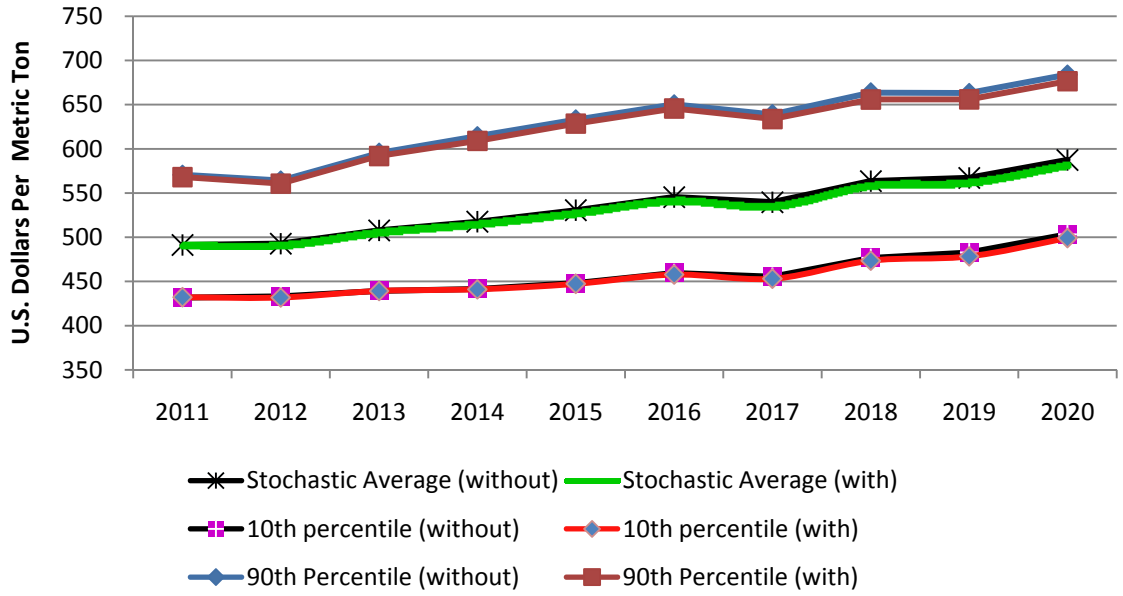 U.S. Dollars Per Metric Ton
750
700
650
600
550
500
450
400
350
2011 2012 2013 2014 2015 2016 2017 2018 2019 2020
Stochastic Average (without) Stochastic Average (with)
10th percentile (without) 10th percentile (with)
90th Percentile (without) 90th Percentile (with)